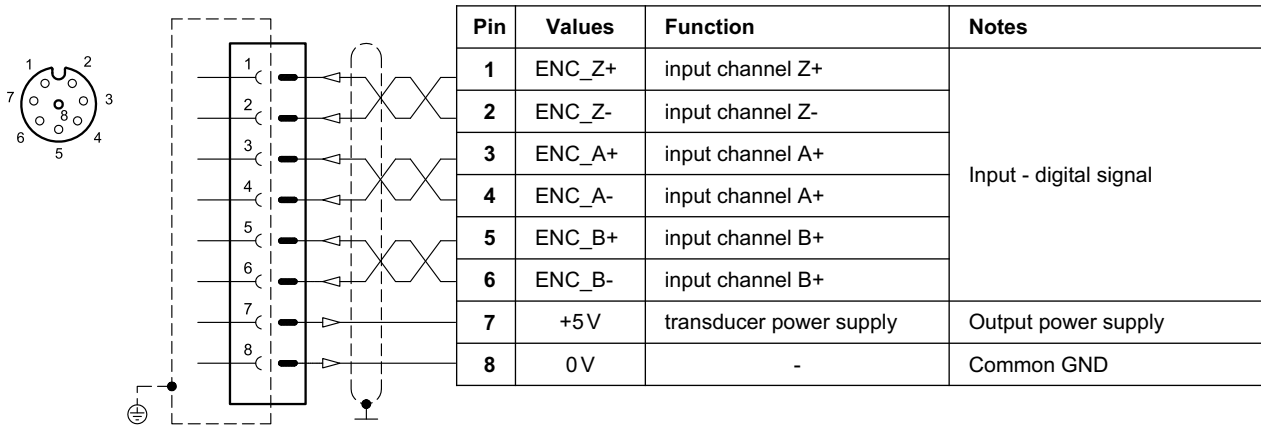 1 2
7 3
8
6 4
5
1
2
3
4
5
6
7
8
Pin Values Function Notes
1 ENC_Z+ input channel Z+
2 ENC_Z- input channel Z-
3 ENC_A+ input channel A+
Input - digital signal
4 ENC_A- input channel A+
5 ENC_B+ input channel B+
6 ENC_B- input channel B+
7 +5V transducer power supply Output power supply
8 0V - Common GND